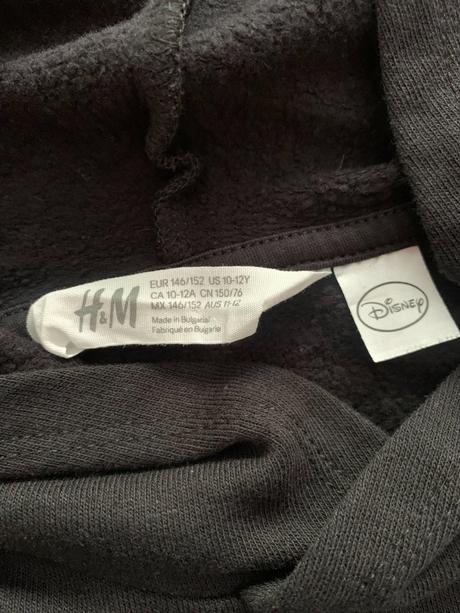 H&M
EUR 146/152 US 10-12Y
CA 10-12A CN 150/76
MX 146/152 AUS 11-12
Made in Bulgaria/
Fabriqué en Bulgarie
Disney